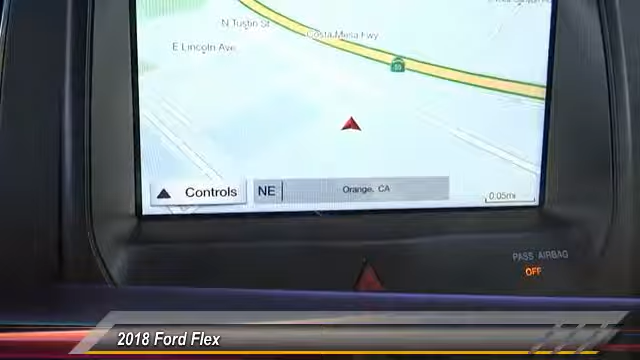 N Tustin St
Costa Mesa Fwy
E Lincoln Ave
55
Controls
NE
Orange, CA
0.05mi
PASS AIRBAG
OFF
2018 Ford Flex